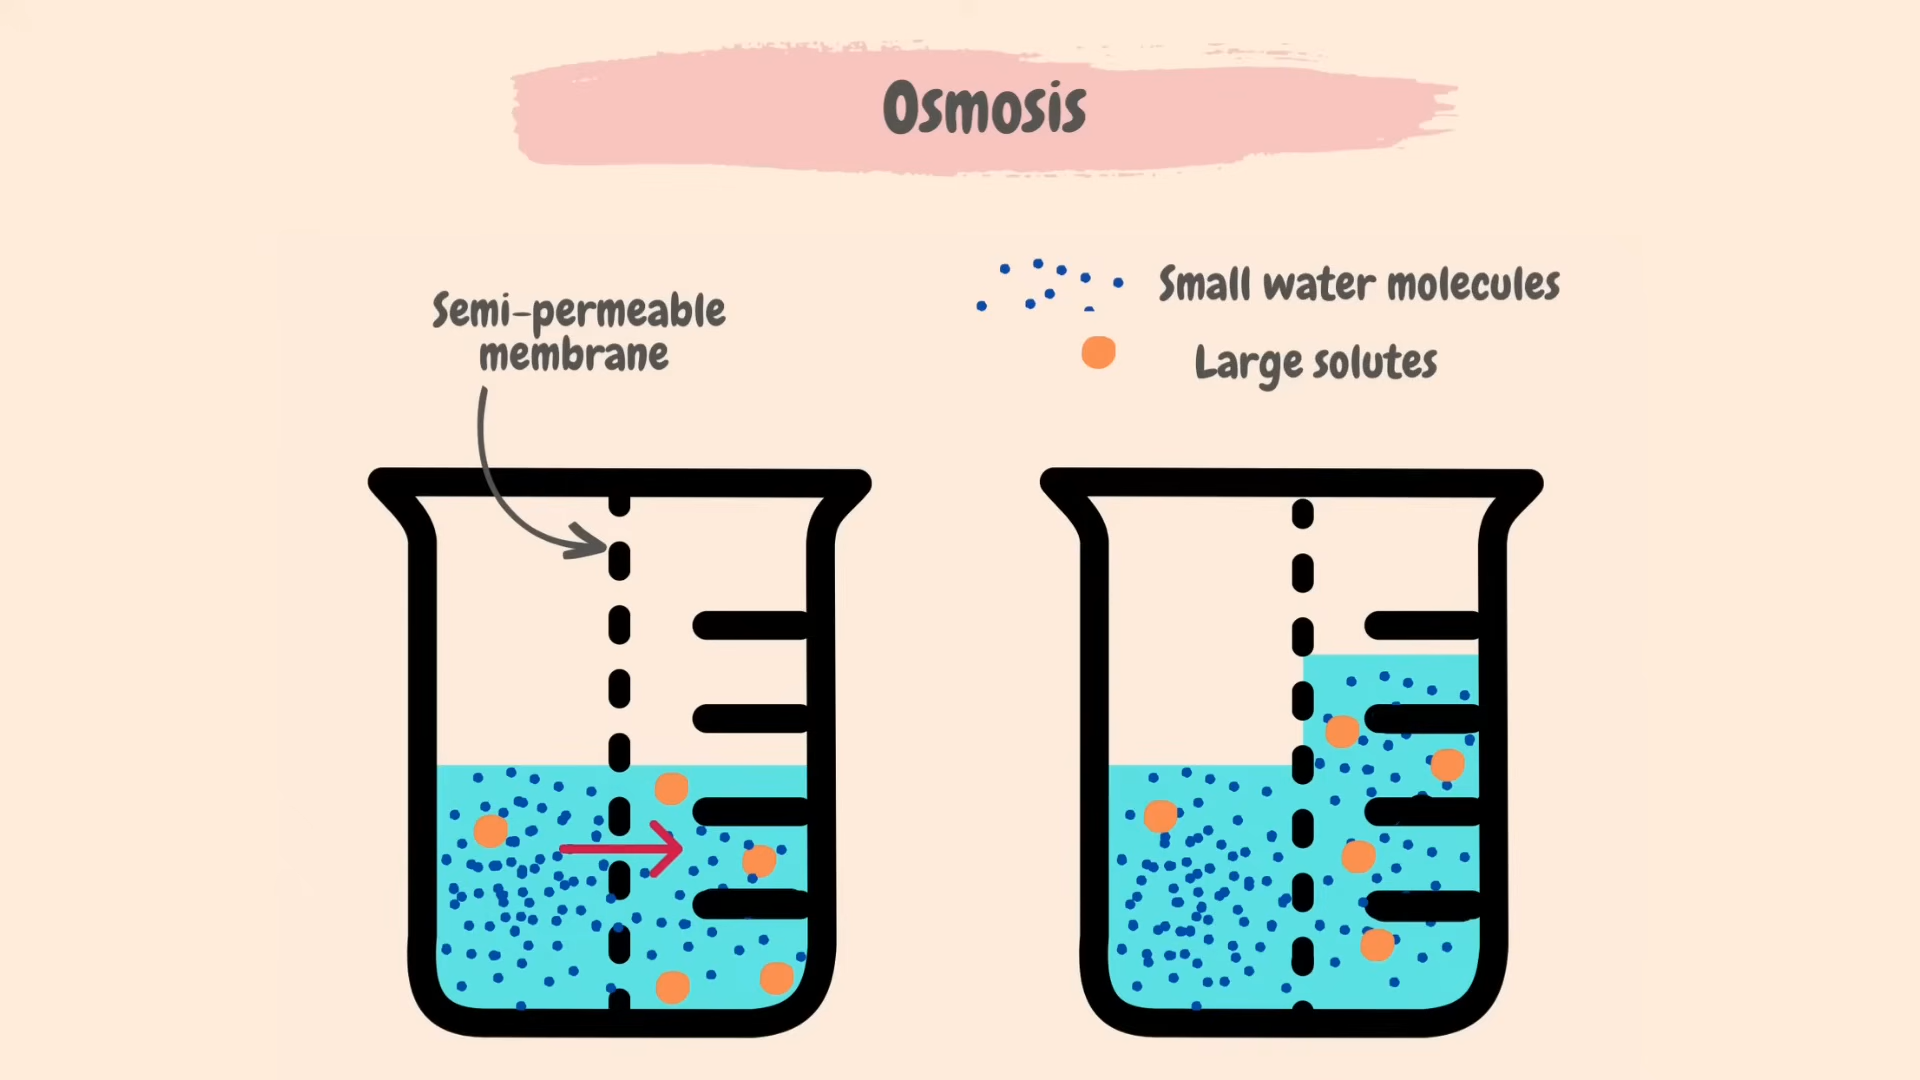 Osmosis
Semi-permeable
membrane
Small water molecules
Large solutes